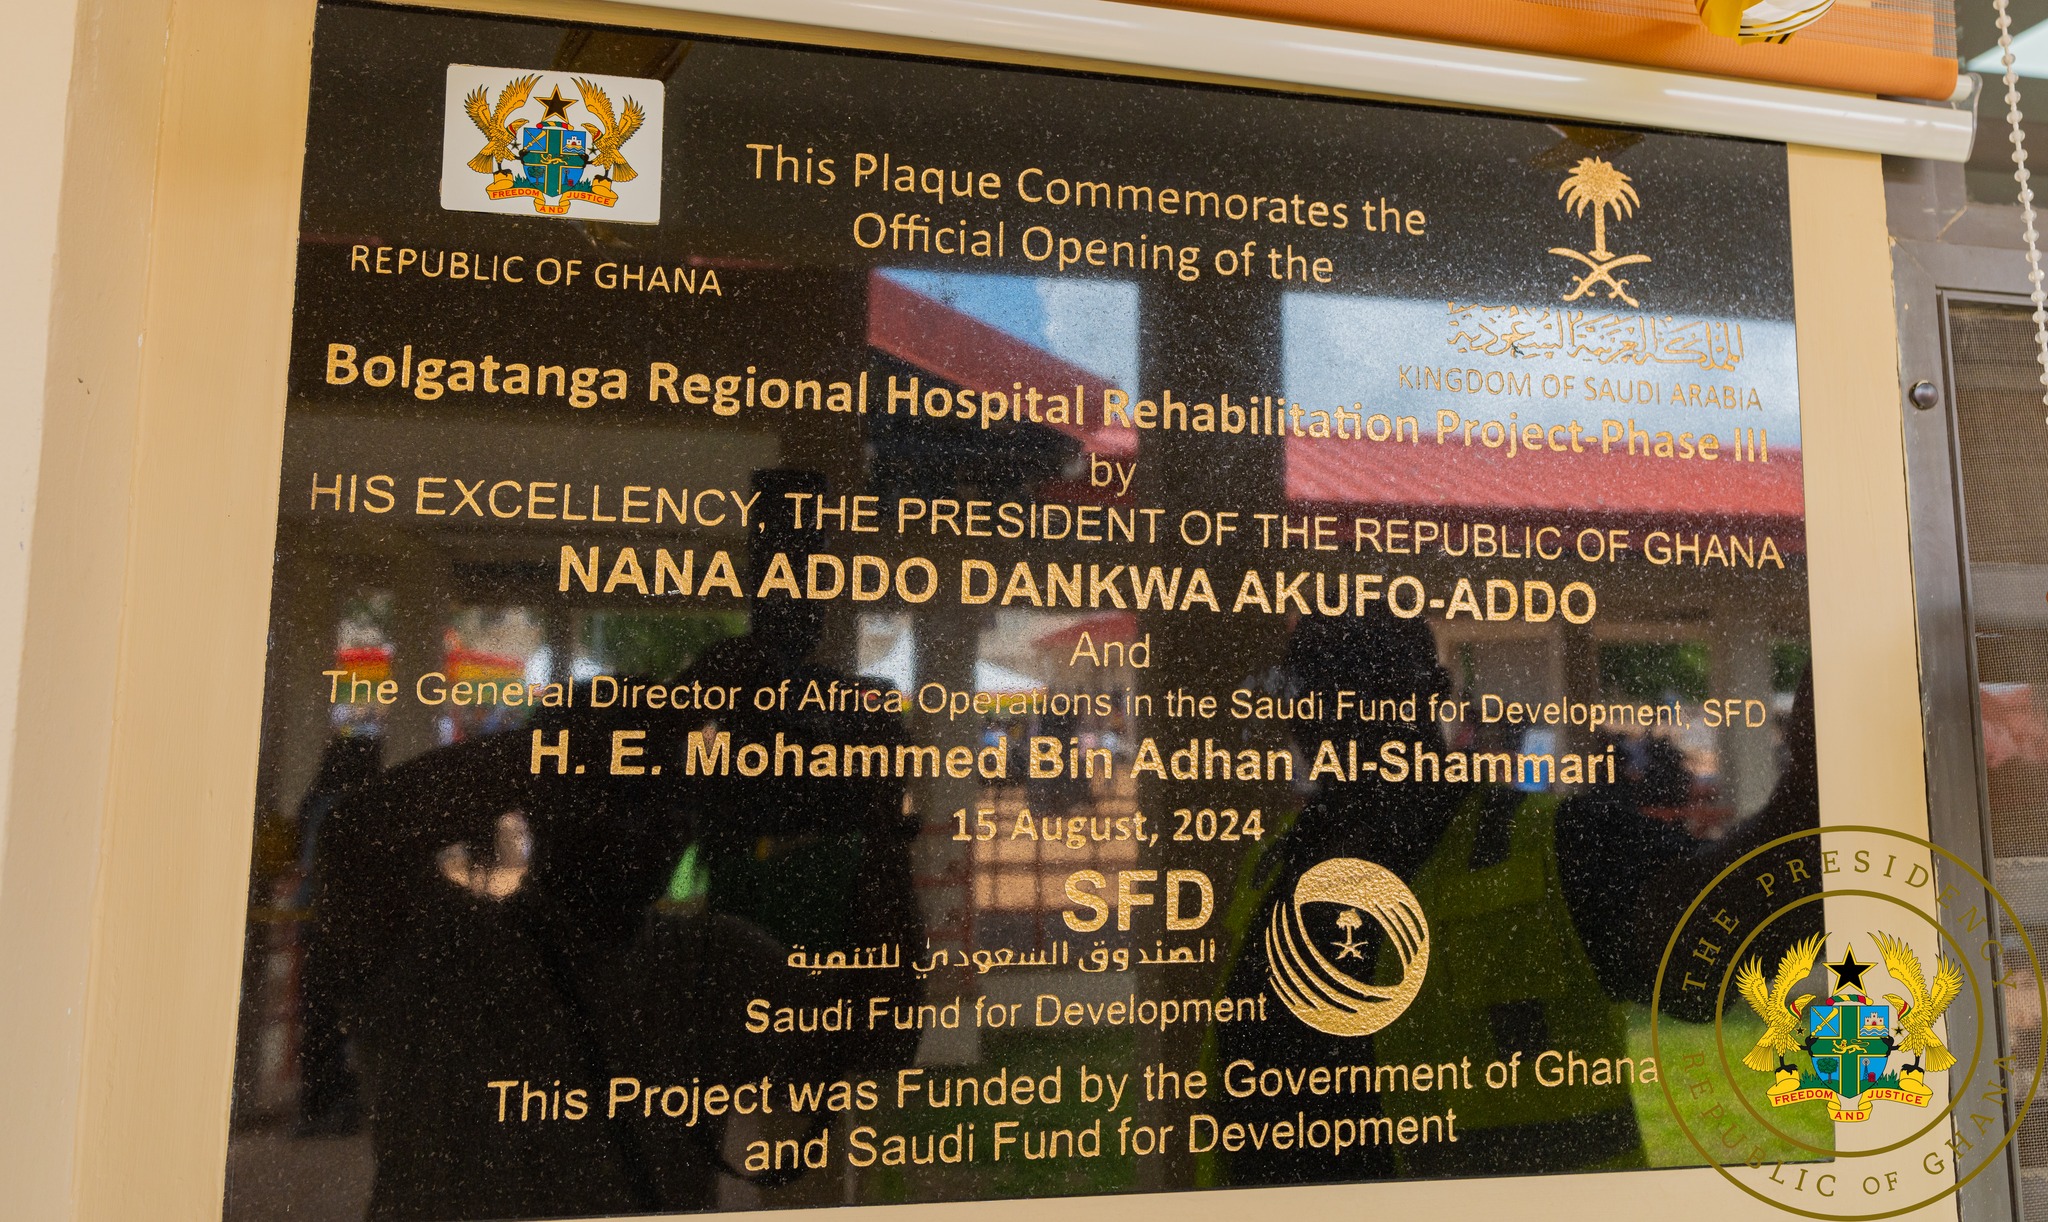 FREEDOM AND JUSTICE
REPUBLIC OF GHANA
This Plaque Commemorates the
Official Opening of the
المملكة العربية السعودية
KINGDOM OF SAUDI ARABIA
Bolgatanga Regional Hospital Rehabilitation Project-Phase III
by
HIS EXCELLENCY, THE PRESIDENT OF THE REPUBLIC OF GHANA
NANA ADDO DANKWA AKUFO-ADDO
And
The General Director of Africa Operations in the Saudi Fund for Development, SFD
H. E. Mohammed Bin Adhan Al-Shammari
15 August, 2024
SFD
الصندوق السعودي للتنمية
Saudi Fund for Development
This Project was Funded by the Government of Ghana
and Saudi Fund for Development
THE PRESIDENCY
FREEDOM AND JUSTICE
REPUBLIC OF GHANA